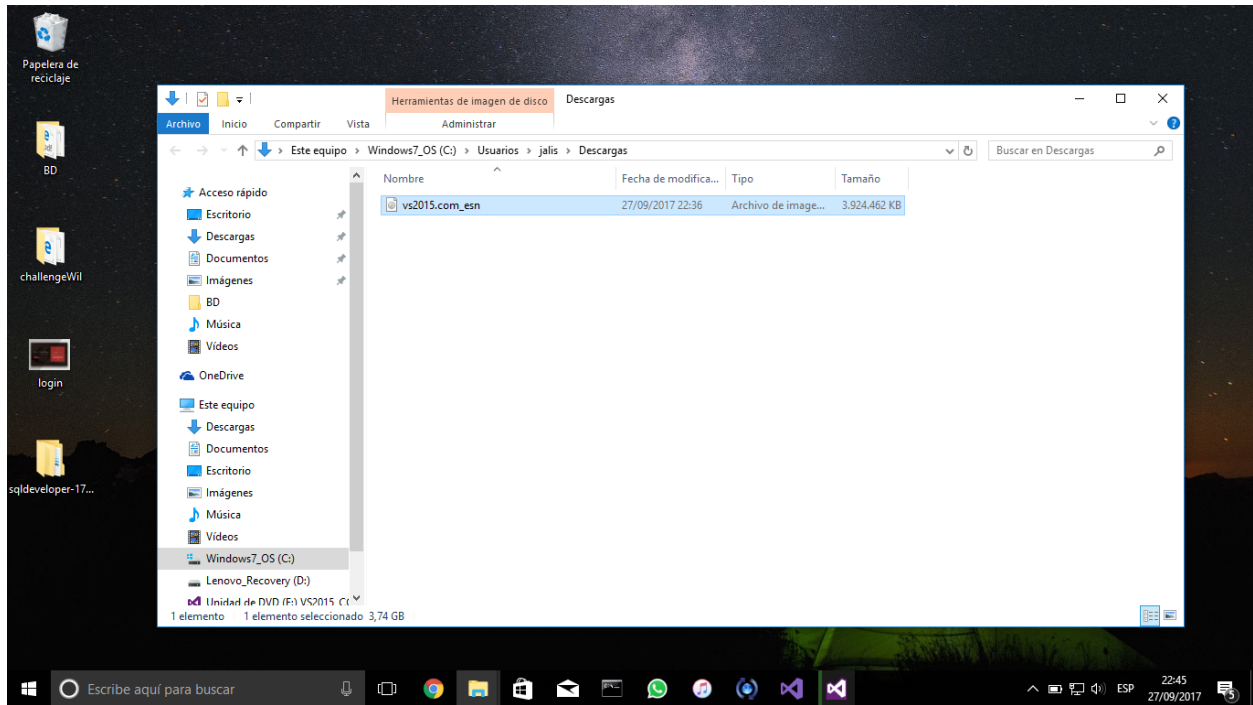 Papelera de
reciclaje
BD
challengeWil
login
sqldeveloper-17...
Herramientas de imagen de disco
Descargas
Archivo
Inicio
Compartir
Vista
Administrar
Este equipo > Windows7_OS (C:) > Usuarios > jalis > Descargas
Buscar en Descargas
Acceso rápido
Escritorio
Descargas
Documentos
Imágenes
BD
Música
Vídeos
OneDrive
Este equipo
Descargas
Documentos
Escritorio
Imágenes
Música
Vídeos
Windows7_OS (C:)
Lenovo_Recovery (D:)
Unidad de DVD (F:) VS2015_CO
Nombre
Fecha de modifica...
Tipo
Tamaño
vs2015.com_esn
27/09/2017 22:36
Archivo de image...
3.924.462 KB
1 elemento
1 elemento seleccionado 3,74 GB
Escribe aquí para buscar
ESP
22:45
27/09/2017
5